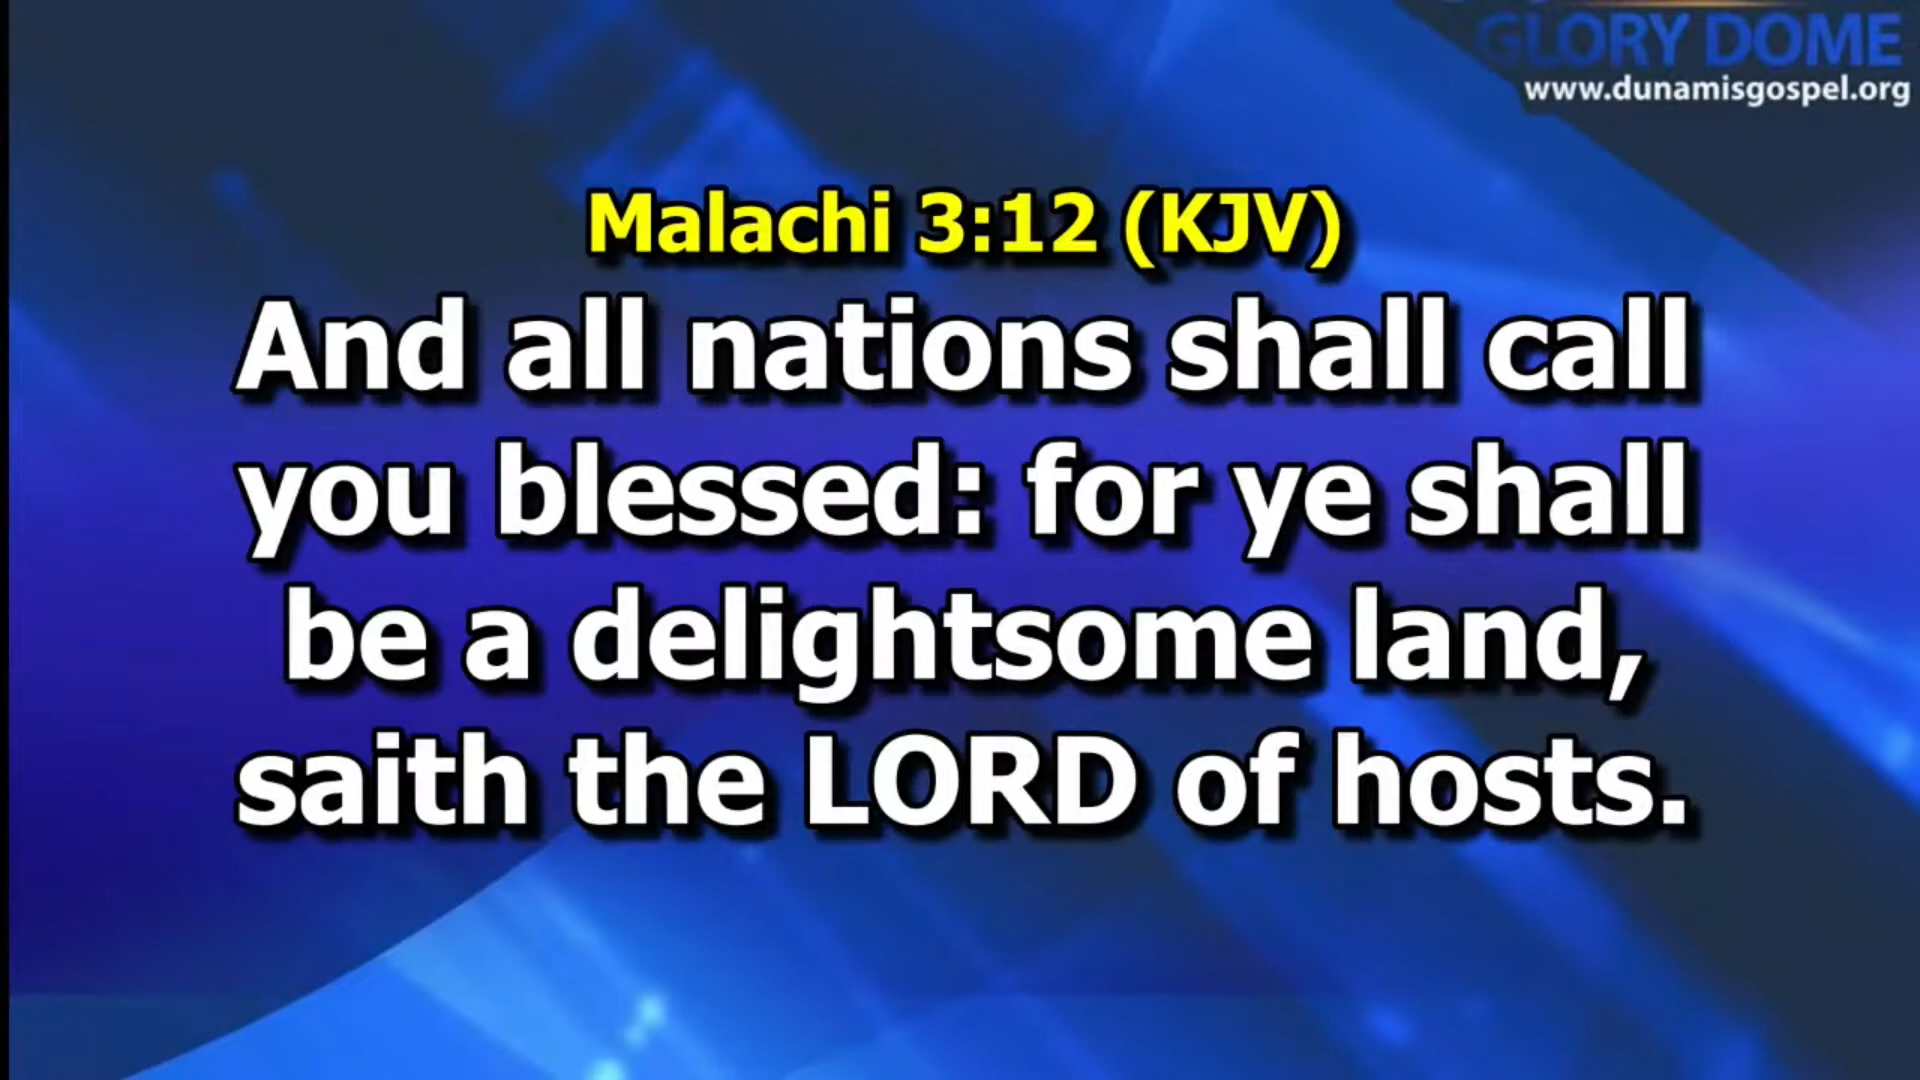 GLORY DOME
www.dunamisgospel.org
Malachi 3:12 (KJV)
And all nations shall call
you blessed: for ye shall
be a delightsome land,
saith the LORD of hosts.